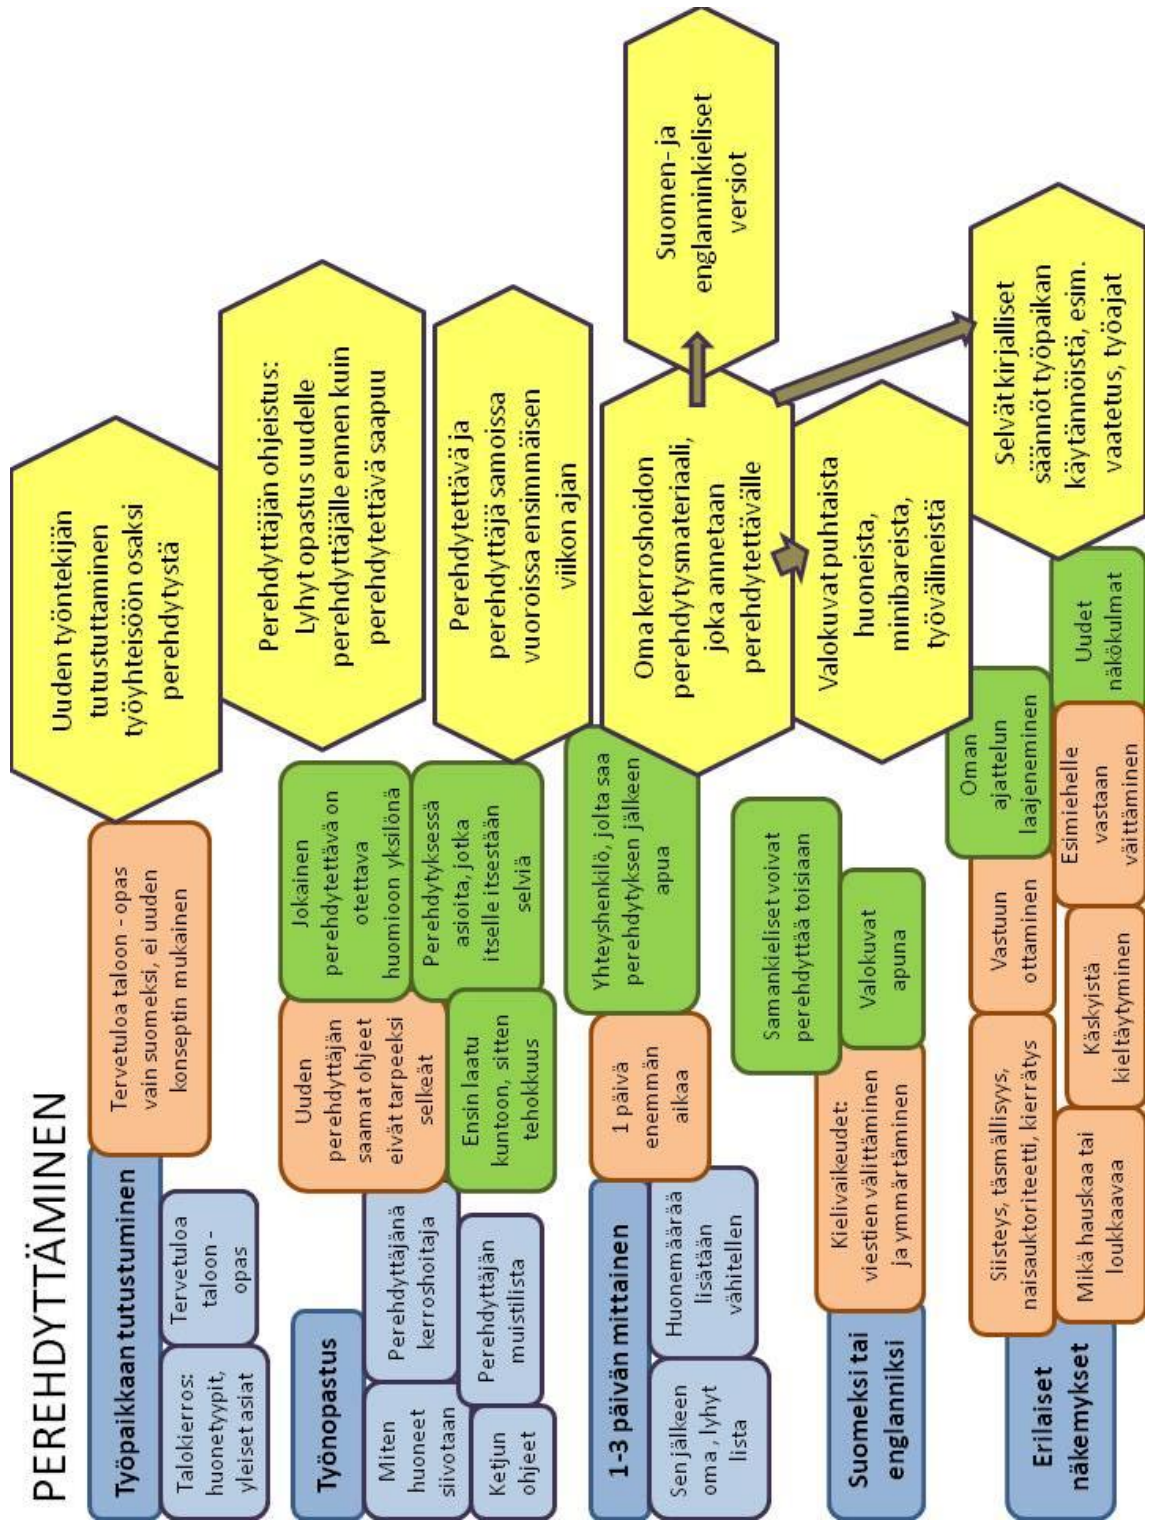 PEREHDYTTÄMINEN
Työpaikkaan tutustuminen
Talokierros:
huonetyypit,
yleiset asiat
Tervetuloa
taloon -
opas
Tervetuloa taloon - opas
vain suomeksi, ei uuden
konseptin mukainen
Uuden työntekijän
tutustuttaminen
työyhteisöön osaksi
perehdytystä
Työnopastus
Miten
huoneet
siivotaan
Perehdyttäjänä
kerroshoitaja
Ketjun
ohjeet
Perehdyttäjän
muistilista
Uuden
perehdyttäjän
saamat ohjeet
eivät tarpeeksi
selkeät
Ensin laatu
kuntoon, sitten
tehokkuus
Jokainen
perehdytettävä on
otettava
huomioon yksilönä
Perehdytyksessä
asioita, jotka
itselle itsestään
selviä
Perehdyttäjän ohjeistus:
Lyhyt opastus uudelle
perehdyttäjälle ennen kuin
perehdytettävä saapuu
Perehdytettävä ja
perehdyttäjä samoissa
vuoroissa ensimmäisen
viikon ajan
1-3 päivän mittainen
Sen jälkeen
oma , lyhyt
lista
Huonemäärää
lisätään
vähitellen
1 päivä
enemmän
aikaa
Yhteyshenkilö, jolta saa
perehdytyksen jälkeen
apua
Oma kerroshoidon
perehdytysmateriaali,
joka annetaan
perehdytettävälle
Suomen- ja
englanninkieliset
versiot
Suomeksi tai
englanniksi
Kielivaikeudet:
viestien välittäminen
ja ymmärtäminen
Samankieliset voivat
perehdyttää toisiaan
Valokuvat
apuna
Valokuvat puhtaista
huoneista,
minibareista,
työvälineistä
Erilaiset
näkemykset
Siisteys, täsmällisyys,
naisauktoriteetti, kierrätys
Mikä hauskaa tai
loukkaavaa
Vastuun
ottaminen
Käskyistä
kieltäytyminen
Oman
ajattelun
laajeneminen
Esimiehelle
vastaan
väittäminen
Uudet
näkökulmat
Selvät kirjalliset
säännöt työpaikan
käytännöistä, esim.
vaatetus, työajat